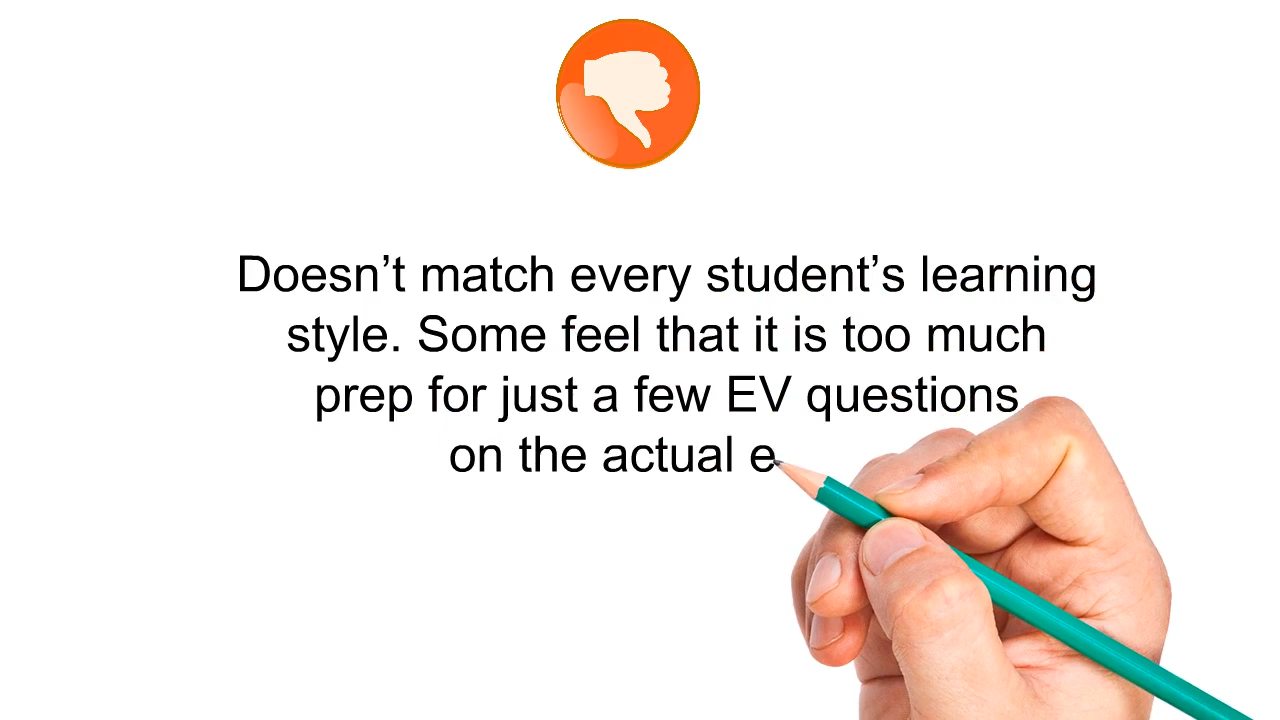 Doesn’t match every student’s learning
style. Some feel that it is too much
prep for just a few EV questions
on the actual e